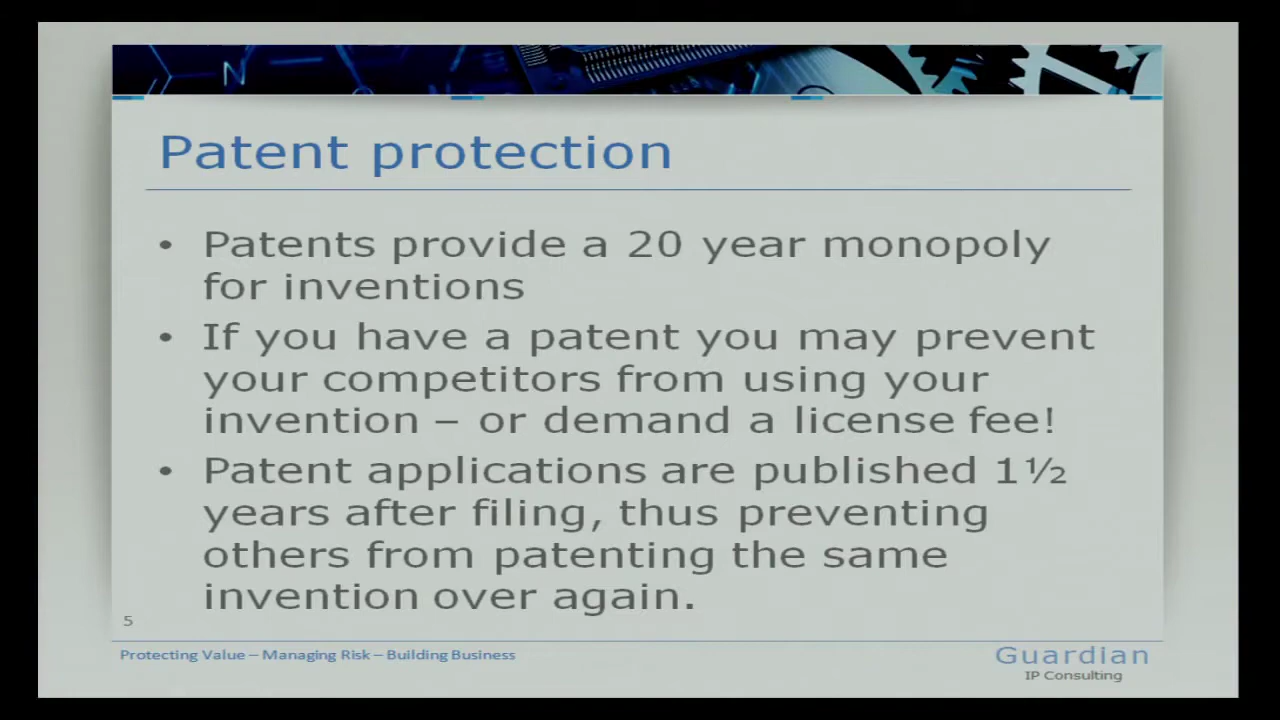 N
Patent protection
• Patents provide a 20 year monopoly
for inventions
• If you have a patent you may prevent
your competitors from using your
invention – or demand a license fee!
• Patent applications are published 1½
years after filing, thus preventing
others from patenting the same
invention over again.
5
Protecting Value – Managing Risk – Building Business
Guardian
IP Consulting